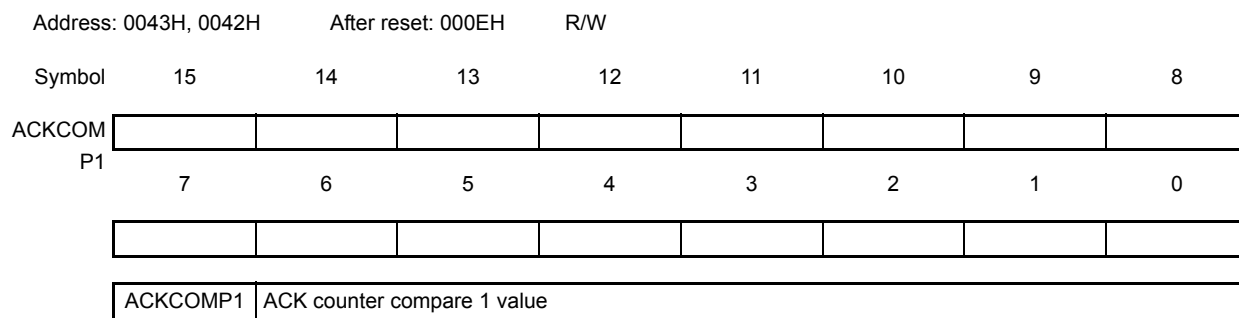 Address: 0043H, 0042H After reset: 000EH R/W
Symbol 15 14 13 12 11 10 9 8
ACKCOM
P1
7 6 5 4 3 2 1 0
ACKCOMP1 ACK counter compare 1 value